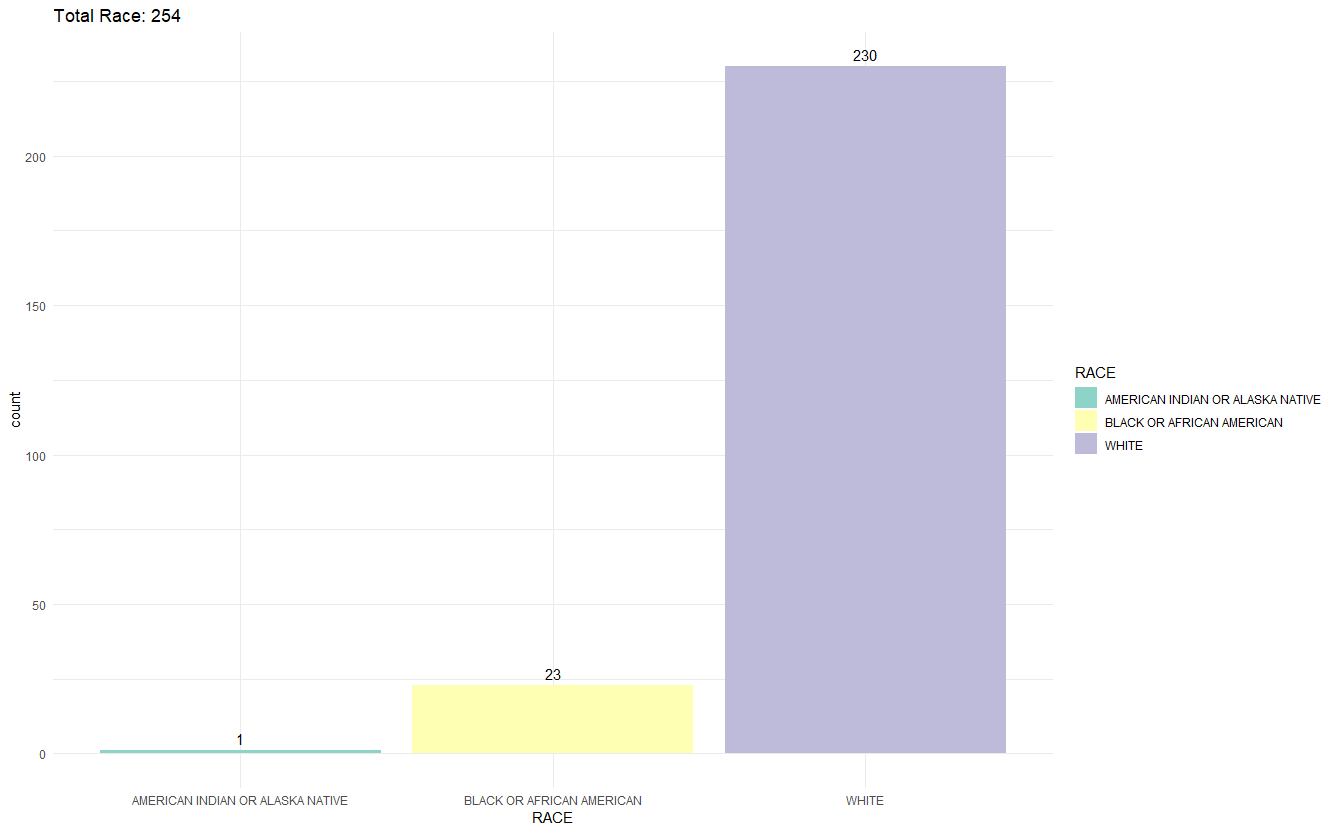 Total Race: 254
230
200
150
count
RACE
AMERICAN INDIAN OR ALASKA NATIVE
BLACK OR AFRICAN AMERICAN
WHITE
100
50
23
1
0
AMERICAN INDIAN OR ALASKA NATIVE
BLACK OR AFRICAN AMERICAN
WHITE
RACE